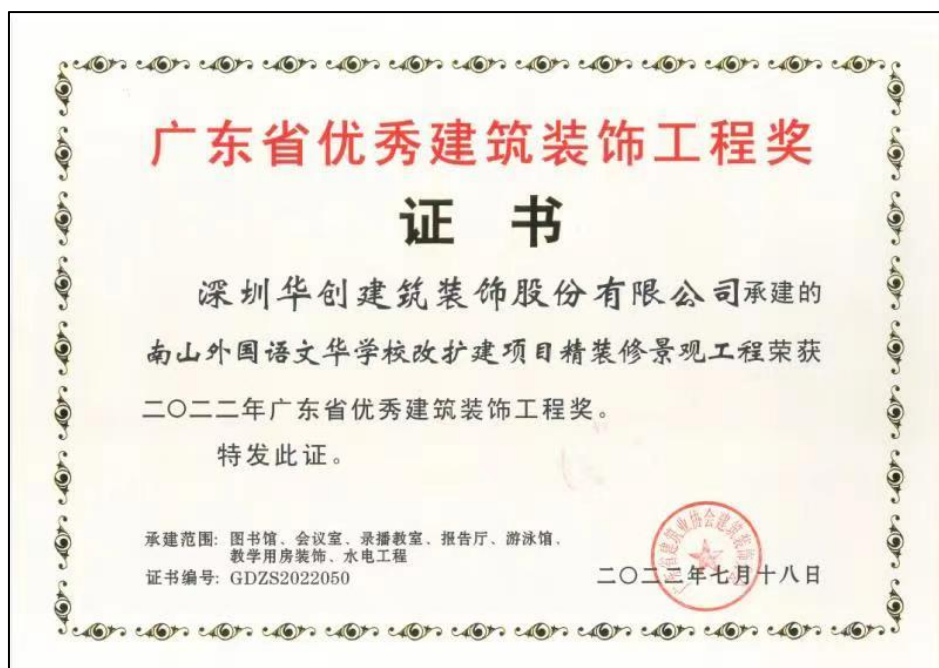 广东省优秀建筑装饰工程奖
证 书
深圳华创建筑装饰股份有限公司承建的
南山外国语文华学校改扩建项目精装修景观工程荣获
二〇二二年广东省优秀建筑装饰工程奖。
特发此证。
承建范围: 图书馆、会议室、录播教室、报告厅、游泳馆、
教学用房装饰、水电工程
证书编号: GDZS2022050
二〇二二年七月十八日